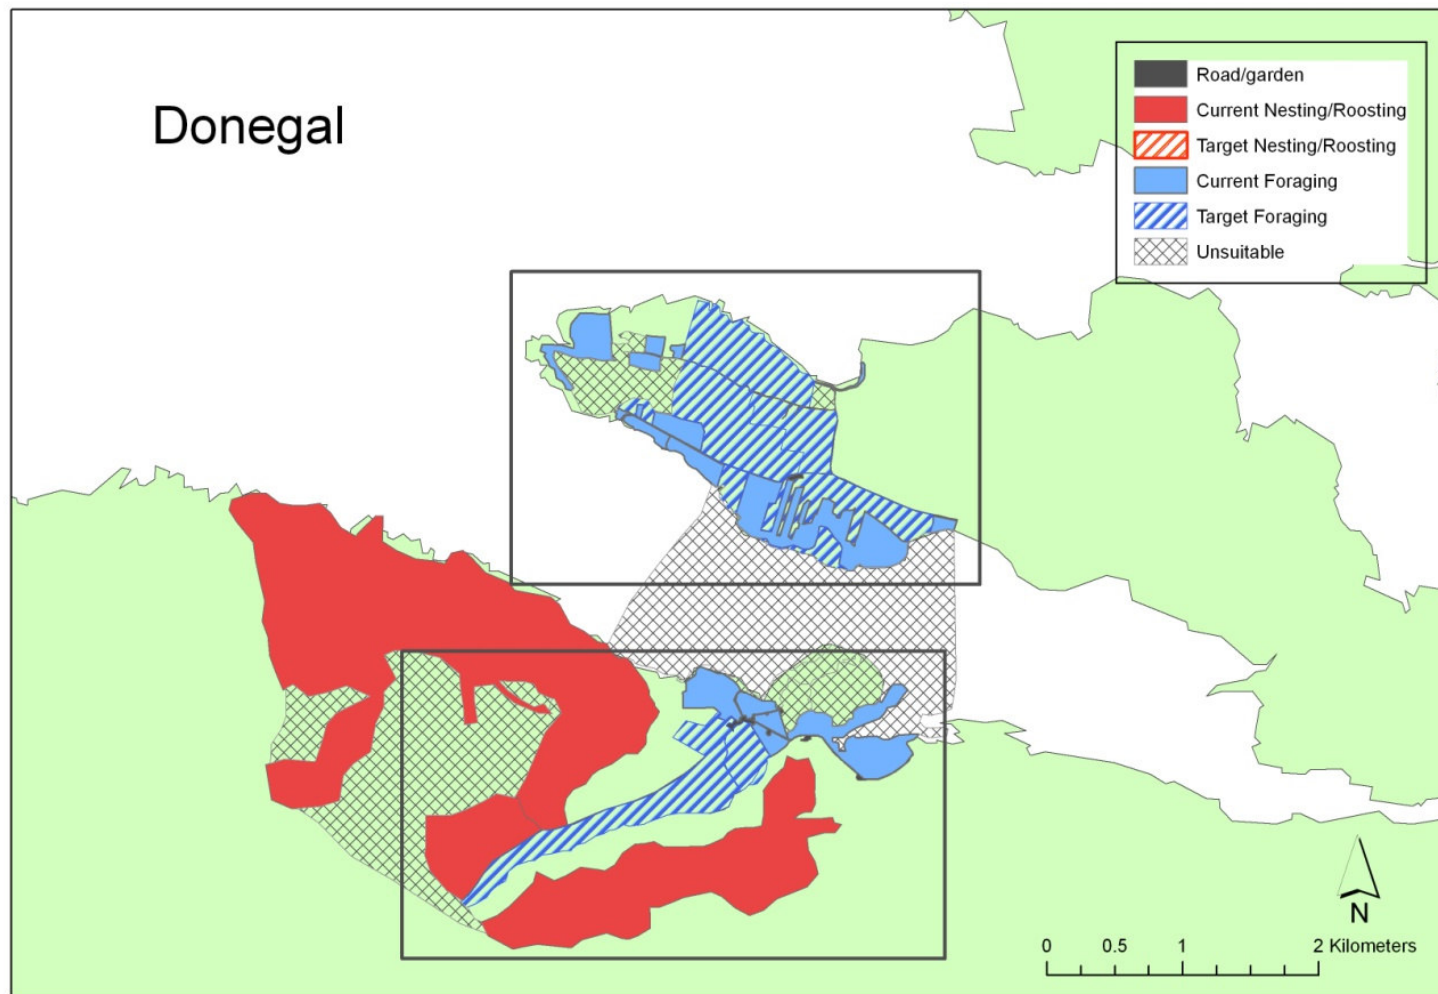 Donegal
Road/garden
Current Nesting/Roosting
Target Nesting/Roosting
Current Foraging
Target Foraging
Unsuitable
N
0 0.5 1 2 Kilometers